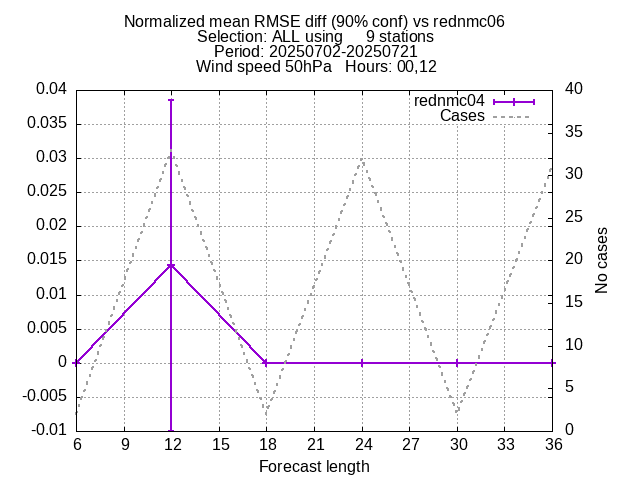 Normalized mean RMSE diff (90% conf) vs rednmc06
Selection: ALL using     9 stations
Period: 20250702-20250721
Wind speed 50hPa   Hours: 00,12
0.04
0.035
0.03
0.025
0.02
0.015
0.01
0.005
0
-0.005
-0.01
rednmc04
Cases
40
35
30
25
20
15
10
5
0
No cases
6 9 12 15 18 21 24 27 30 33 36
Forecast length